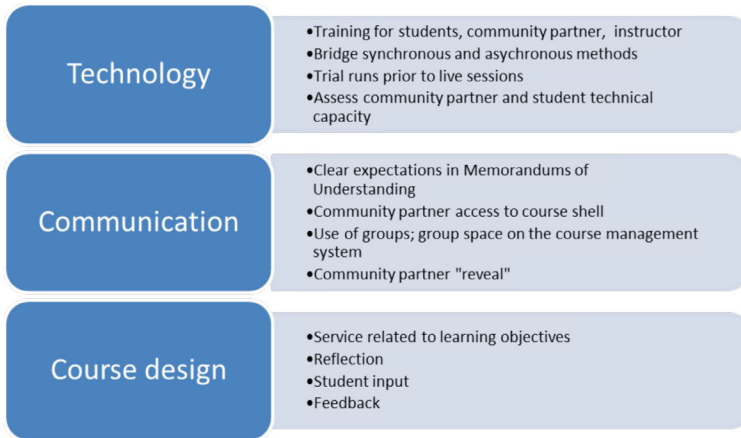 Technology
•Training for students, community partner, instructor
•Bridge synchronous and asychronous methods
•Trial runs prior to live sessions
•Assess community partner and student technical
capacity
Communication
•Clear expectations in Memorandums of
Understanding
•Community partner access to course shell
•Use of groups; group space on the course management
system
•Community partner "reveal"
Course design
•Service related to learning objectives
•Reflection
•Student input
•Feedback